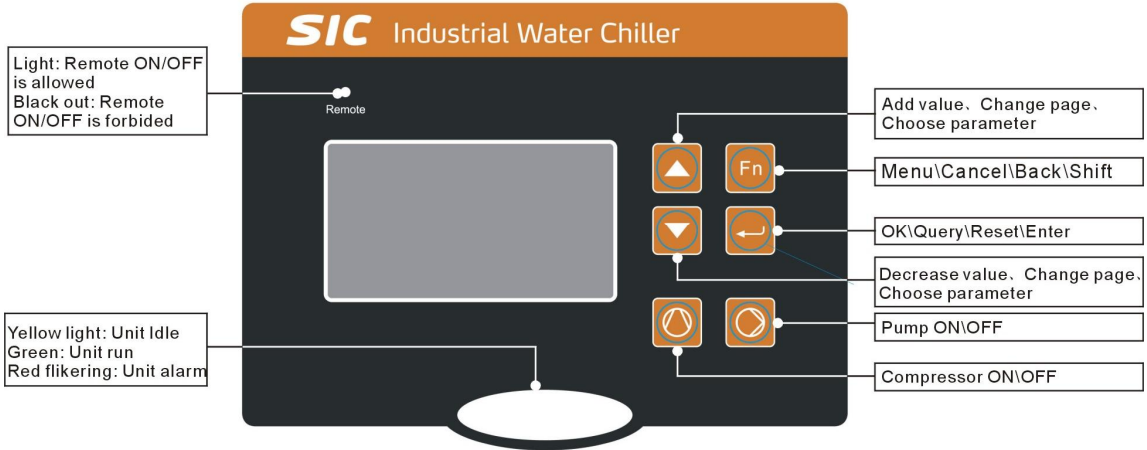 SIC Industrial Water Chiller
Light: Remote ON/OFF
is allowed
Black out: Remote
ON/OFF is forbided
Remote
Add value、Change page、
Choose parameter
Fn
Menu\Cancel\Back\Shift
OK\Query\Reset\Enter
Decrease value、Change page、
Choose parameter
Yellow light: Unit Idle
Green: Unit run
Red flikering: Unit alarm
Pump ON\OFF
Compressor ON\OFF